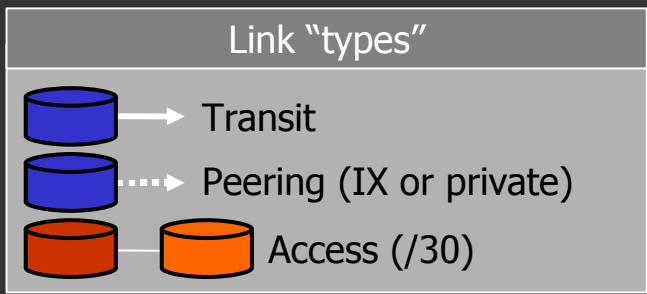 Link “types”
Transit
Peering (IX or private)
Access (/30)